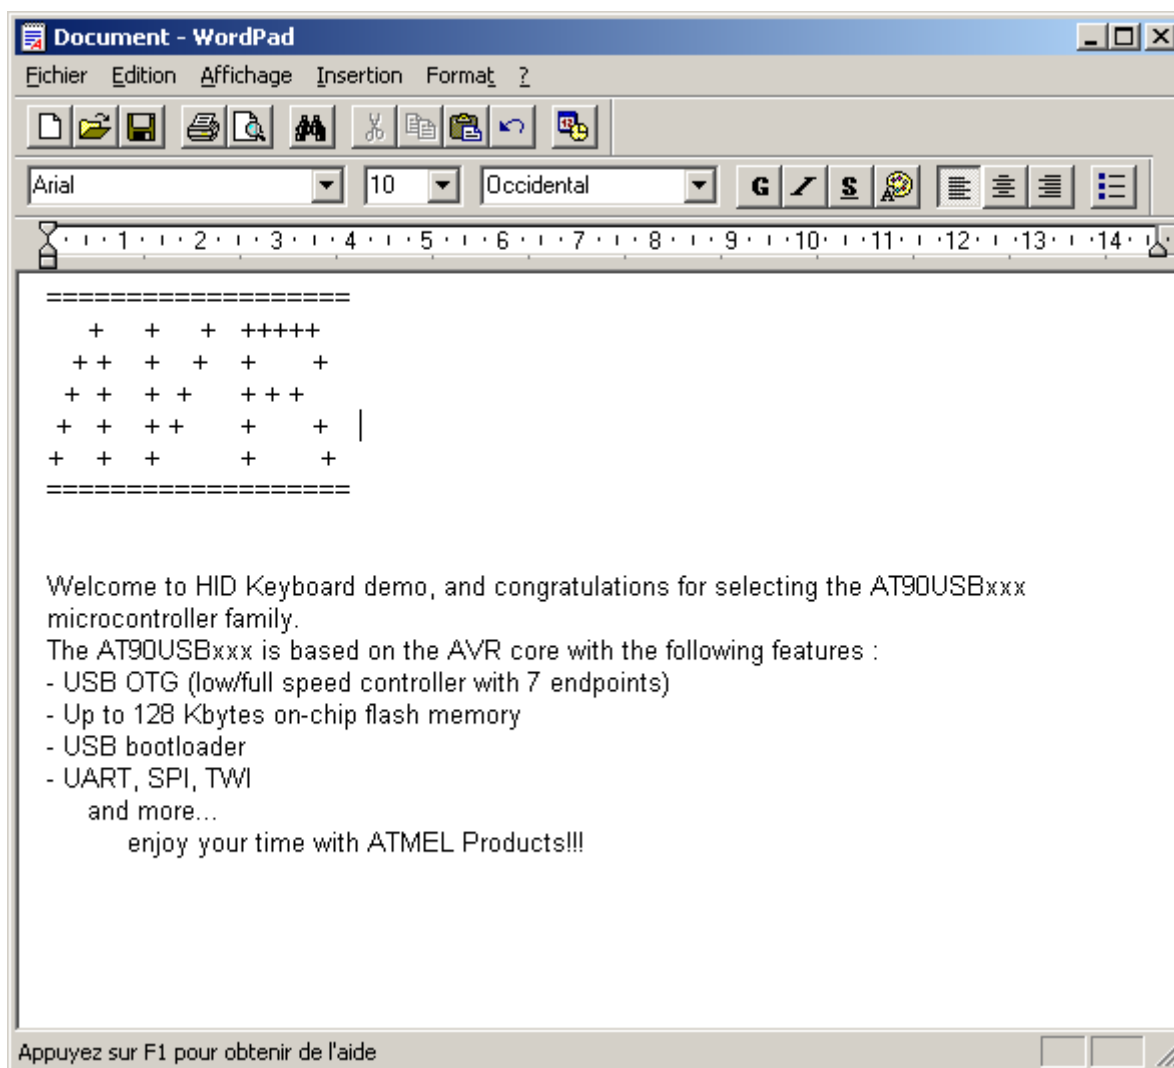 Document - WordPad
Fichier Edition Affichage Insertion Format ?
Arial 10 Occidental G I S
1 2 3 4 5 6 7 8 9 10 11 12 13 14
===================
+ + + +++++
+ + + + + +
+ + + + + + +
+ + + + + +
+ + + + +
===================
Welcome to HID Keyboard demo, and congratulations for selecting the AT90USBxxx
microcontroller family.
The AT90USBxxx is based on the AVR core with the following features :
- USB OTG (low/full speed controller with 7 endpoints)
- Up to 128 Kbytes on-chip flash memory
- USB bootloader
- UART, SPI, TWI
and more...
enjoy your time with ATMEL Products!!!
Appuyez sur F1 pour obtenir de l'aide